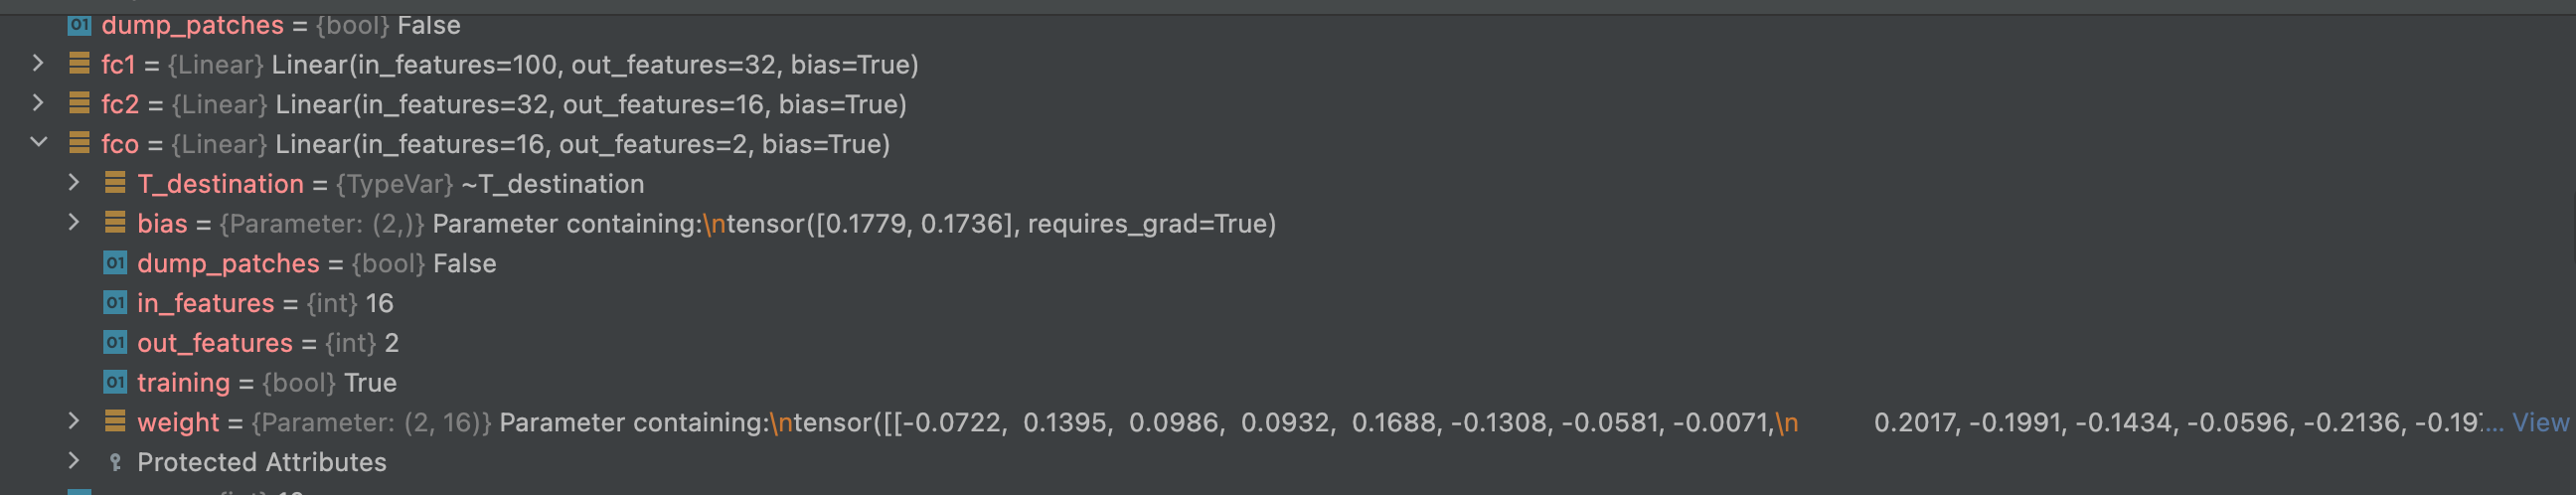 01 dump_patches = {bool} False
fc1 = {Linear} Linear(in_features=100, out_features=32, bias=True)
fc2 = {Linear} Linear(in_features=32, out_features=16, bias=True)
fco = {Linear} Linear(in_features=16, out_features=2, bias=True)
T_destination = {TypeVar} ~T_destination
bias = {Parameter: (2,)} Parameter containing:\ntensor([0.1779, 0.1736], requires_grad=True)
01 dump_patches = {bool} False
01 in_features = {int} 16
01 out_features = {int} 2
01 training = {bool} True
weight = {Parameter: (2, 16)} Parameter containing:\ntensor([[-0.0722,  0.1395,  0.0986,  0.0932,  0.1688, -0.1308, -0.0581, -0.0071,\n         0.2017, -0.1991, -0.1434, -0.0596, -0.2136, -0.19... View
Protected Attributes